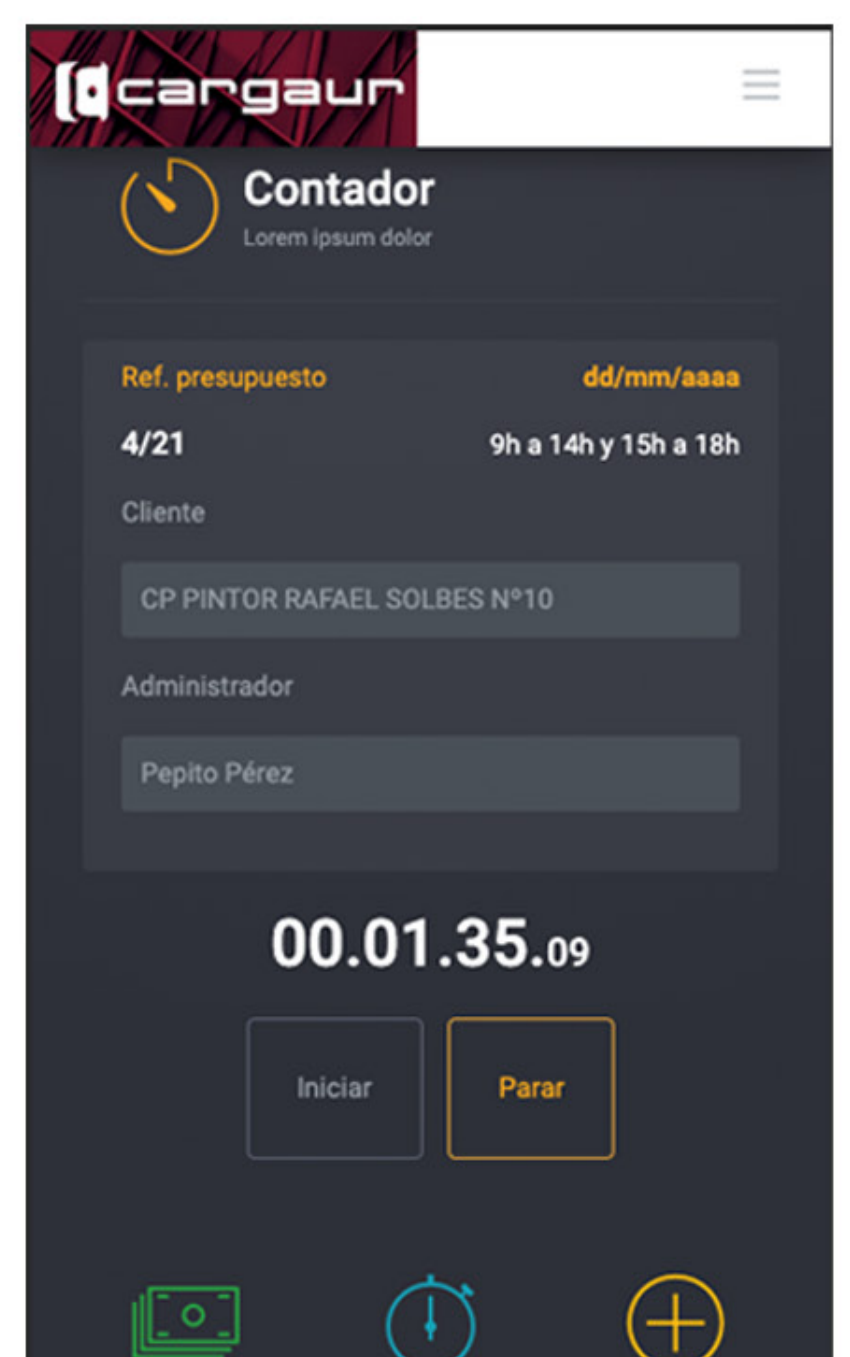 cargaur
Contador
Lorem ipsum dolor
Ref. presupuesto dd/mm/aaaa
4/21 9h a 14h y 15h a 18h
Cliente
CP PINTOR RAFAEL SOLBES Nº10
Administrador
Pepito Pérez
00.01.35.09
Iniciar Parar